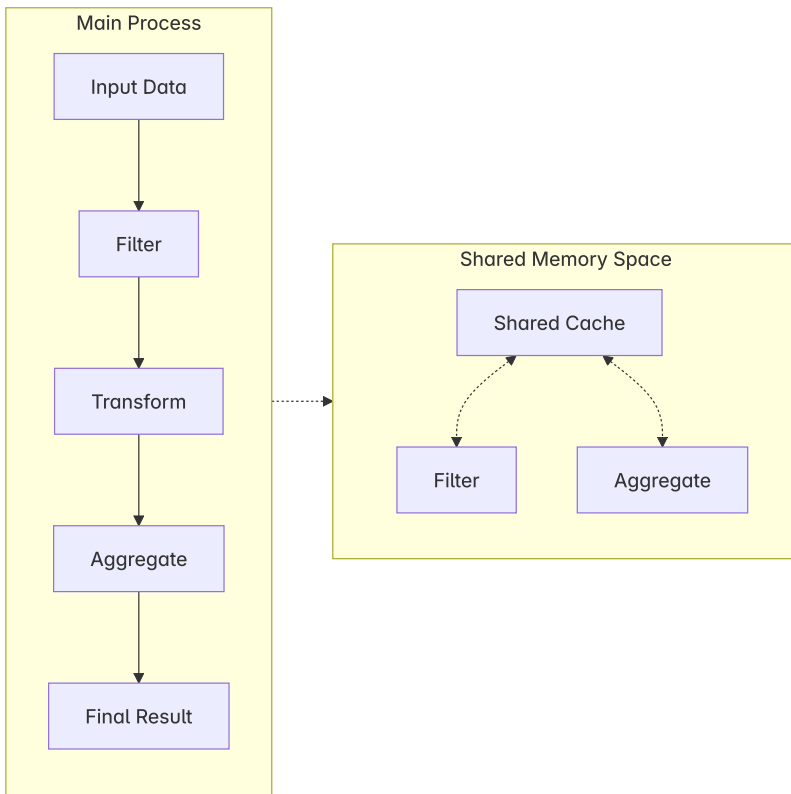 Main Process
Input Data
Filter
Transform
Aggregate
Final Result
Shared Memory Space
Shared Cache
Filter
Aggregate